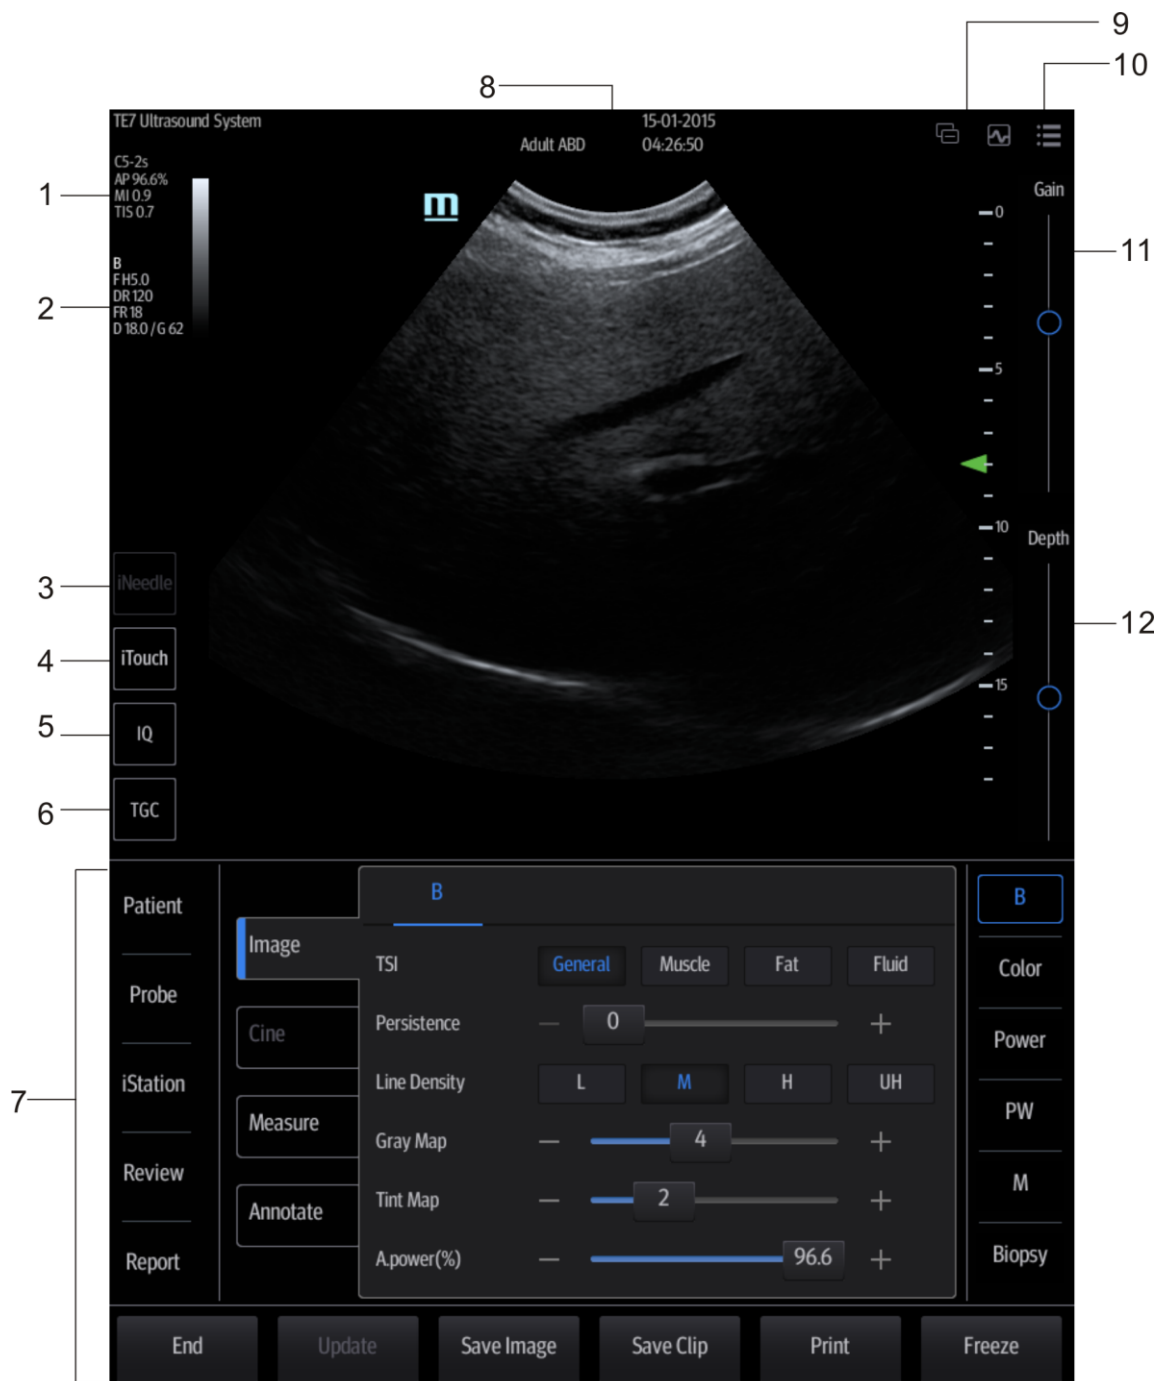 9
10
8
TE7 Ultrasound System
15-01-2015
Adult ABD
04:26:50
C5-2s
AP 96.6%
MI 0.9
TIS 0.7
1
m
Gain
0
11
B
F H5.0
DR 120
FR 18
D 18.0 / G 62
2
5
10
Depth
3
iNeedle
12
4
iTouch
15
5
IQ
6
TGC
7
Patient
Probe
iStation
Review
Report
Image
Cine
Measure
Annotate
B
TSI General Muscle Fat Fluid
Persistence − 0 +
Line Density L M H UH
Gray Map − 4 +
Tint Map − 2 +
A.power(%) − 96.6 +
B
Color
Power
PW
M
Biopsy
End Update Save Image Save Clip Print Freeze